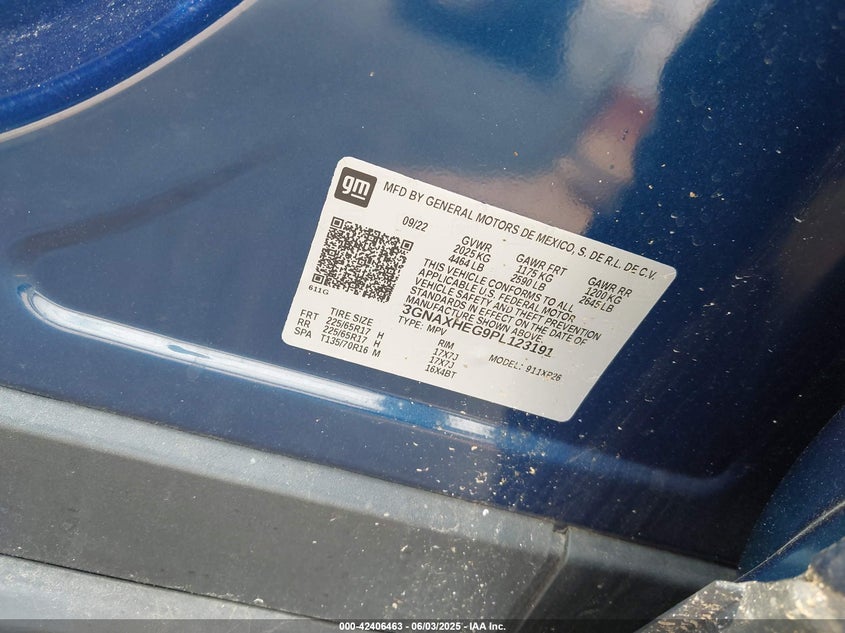 gm MFD BY GENERAL MOTORS DE MEXICO, S. DE R.L. DE C.V.
09/22
GVWR GAWR FRT GAWR RR
2025 KG 1175 KG 1200 KG
4464 LB 2590 LB 2645 LB
THIS VEHICLE CONFORMS TO ALL
APPLICABLE U.S. FEDERAL MOTOR
VEHICLE SAFETY AND THEFT PREVENTION
STANDARDS IN EFFECT ON THE DATE OF
MANUFACTURE SHOWN ABOVE.
3GNAXHEG9PL123191
611G
TYPE: MPV
MODEL: 911XP26
TIRE SIZE RIM
FRT 225/65R17 H 17X7J
RR 225/65R17 H 17X7J
SPA T135/70R16 M 16X4BT
000-42406463 - 06/03/2025 - IAA Inc.